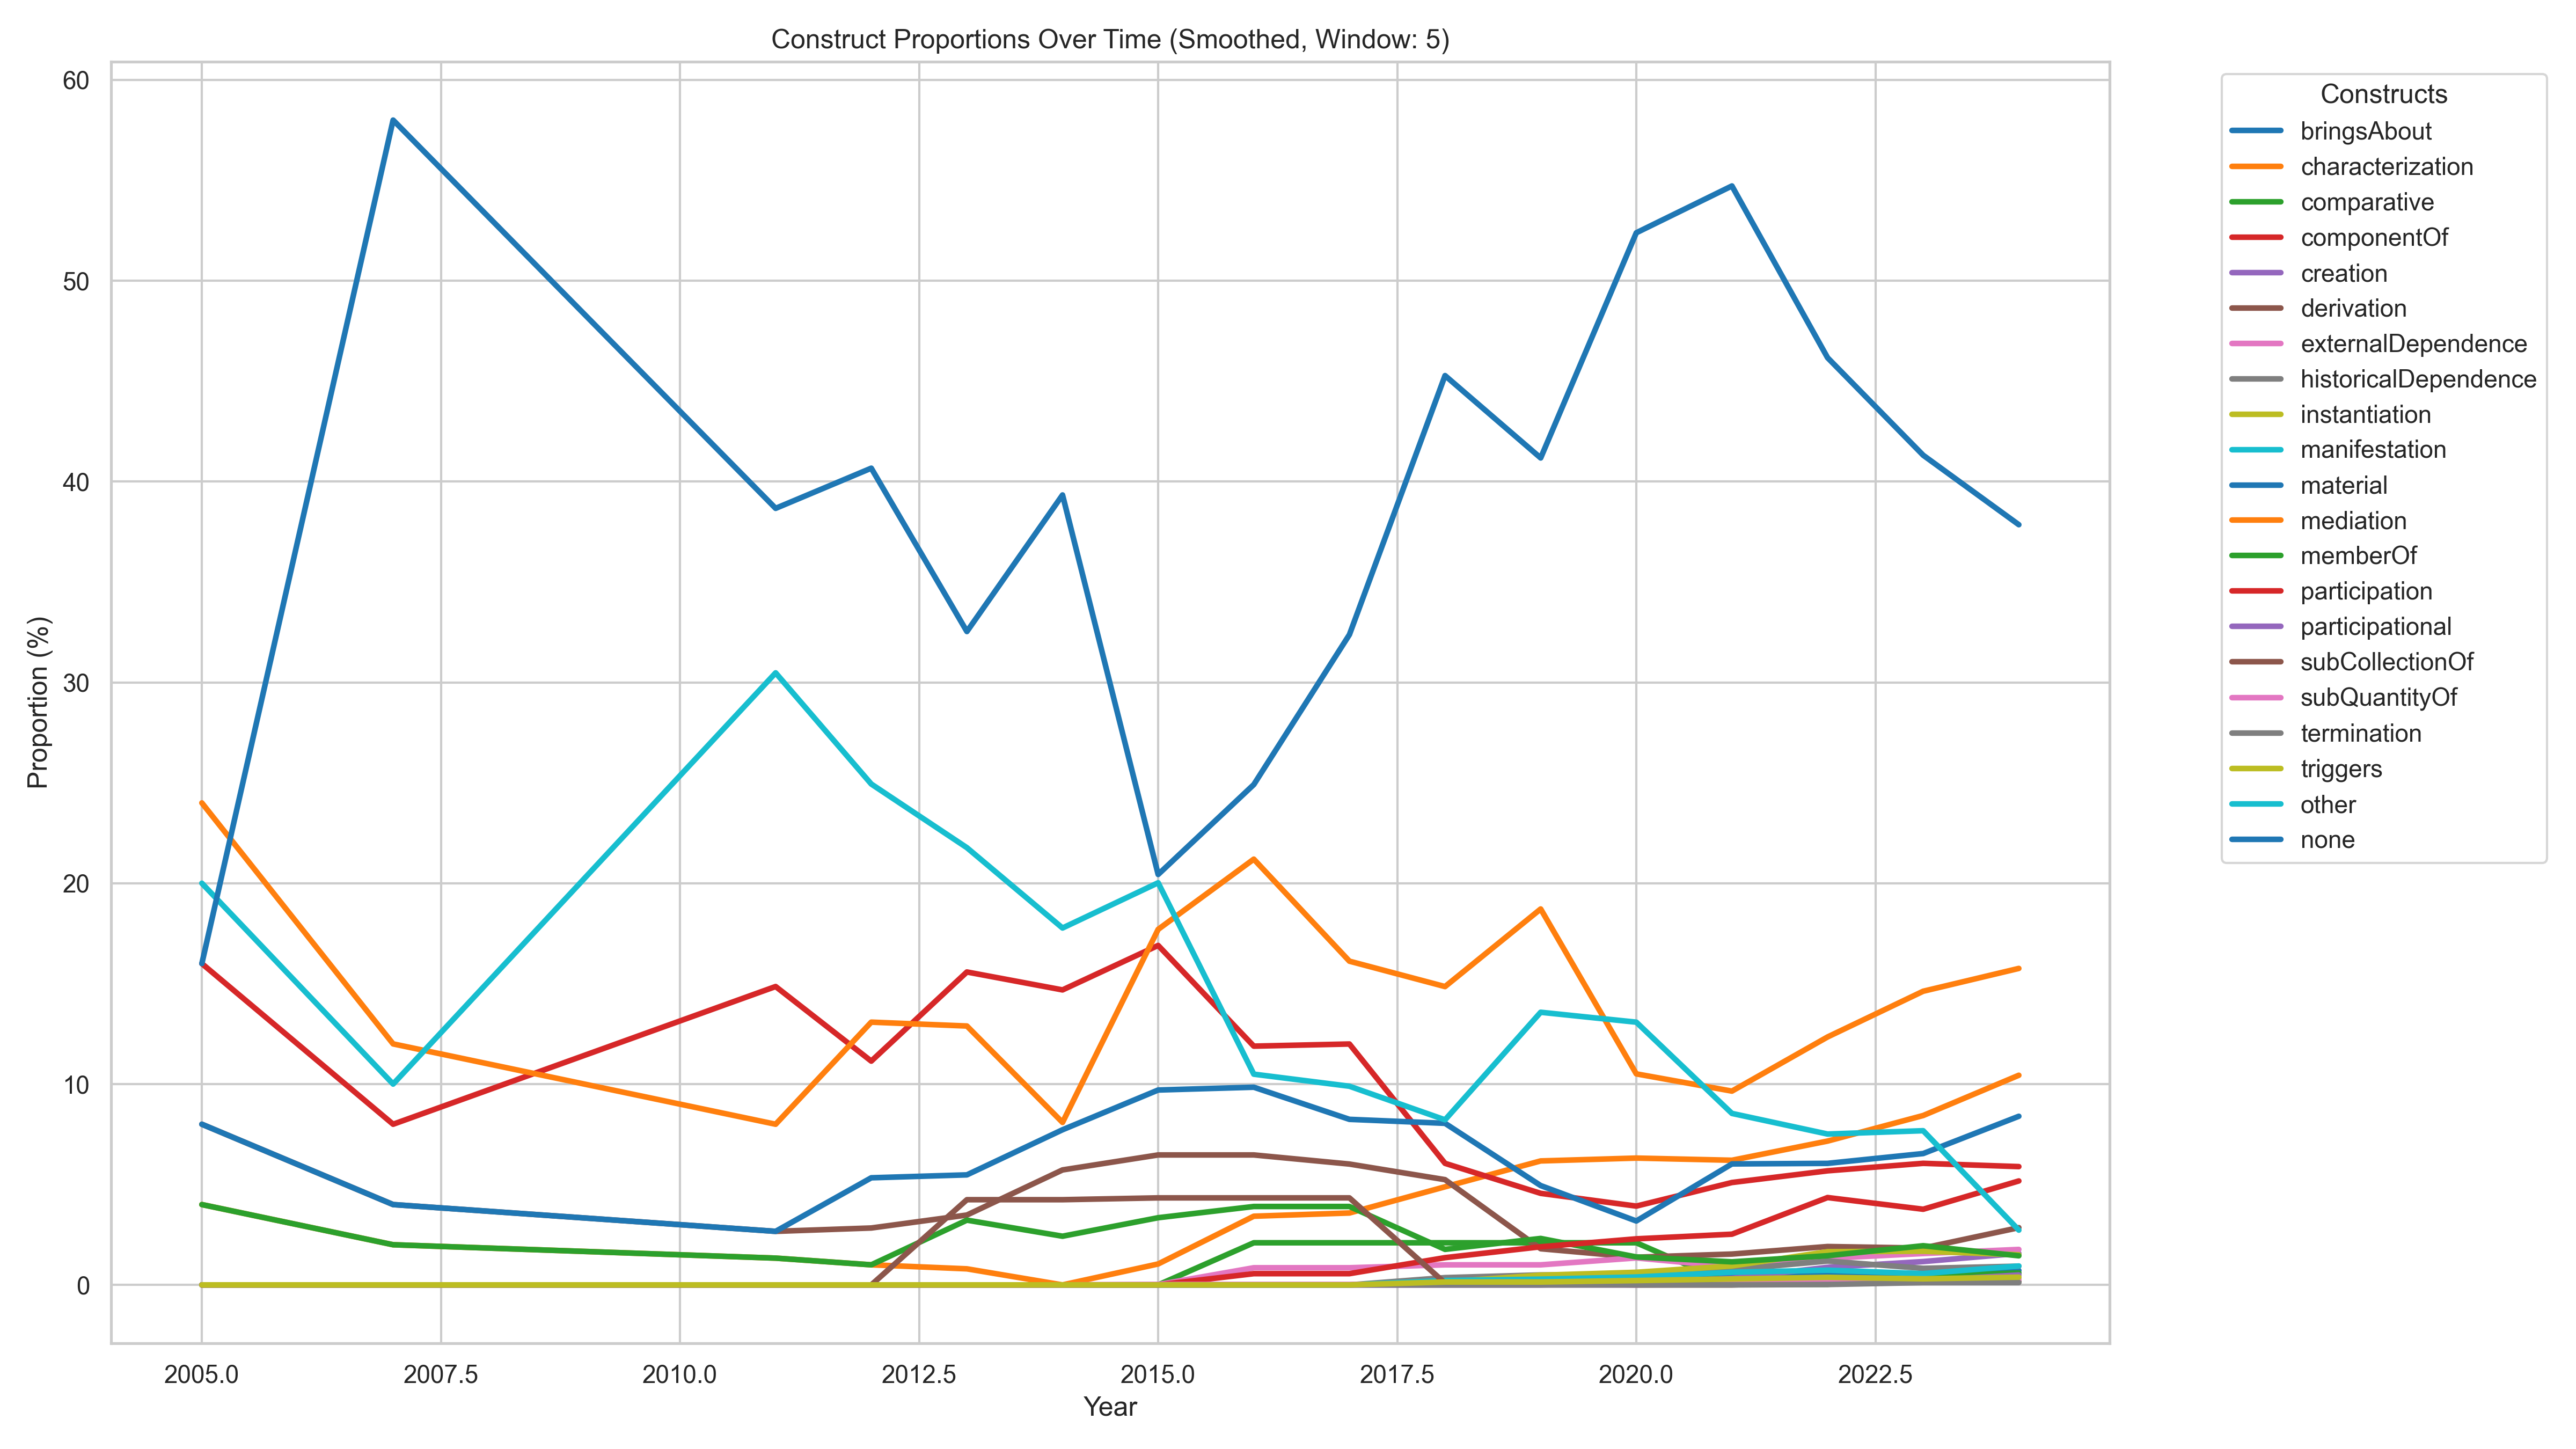 Construct Proportions Over Time (Smoothed, Window: 5)
60
50
40
30
20
10
0
Proportion (%)
2005.0
2007.5
2010.0
2012.5
2015.0
2017.5
2020.0
2022.5
Year
Constructs
bringsAbout
characterization
comparative
componentOf
creation
derivation
externalDependence
historicalDependence
instantiation
manifestation
material
mediation
memberOf
participation
participational
subCollectionOf
subQuantityOf
termination
triggers
other
none